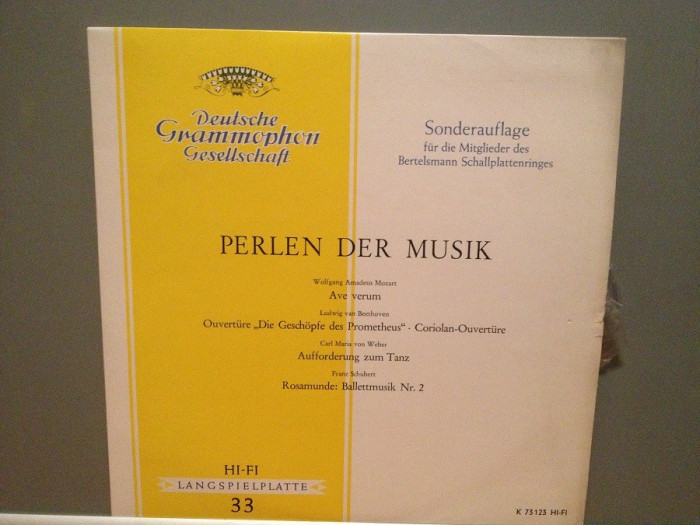 Deutsche
Grammophon
Gesellschaft
Sonderauflage
für die Mitglieder des
Bertelsmann Schallplattenringes
PERLEN DER MUSIK
Wolfgang Amadeus Mozart
Ave verum
Ludwig van Beethoven
Ouvertüre „Die Geschöpfe des Prometheus“ · Coriolan-Ouvertüre
Carl Maria von Weber
Aufforderung zum Tanz
Franz Schubert
Rosamunde: Ballettmusik Nr. 2
HI-FI
LANGSPIELPLATTE
33
K 73123 HI-FI